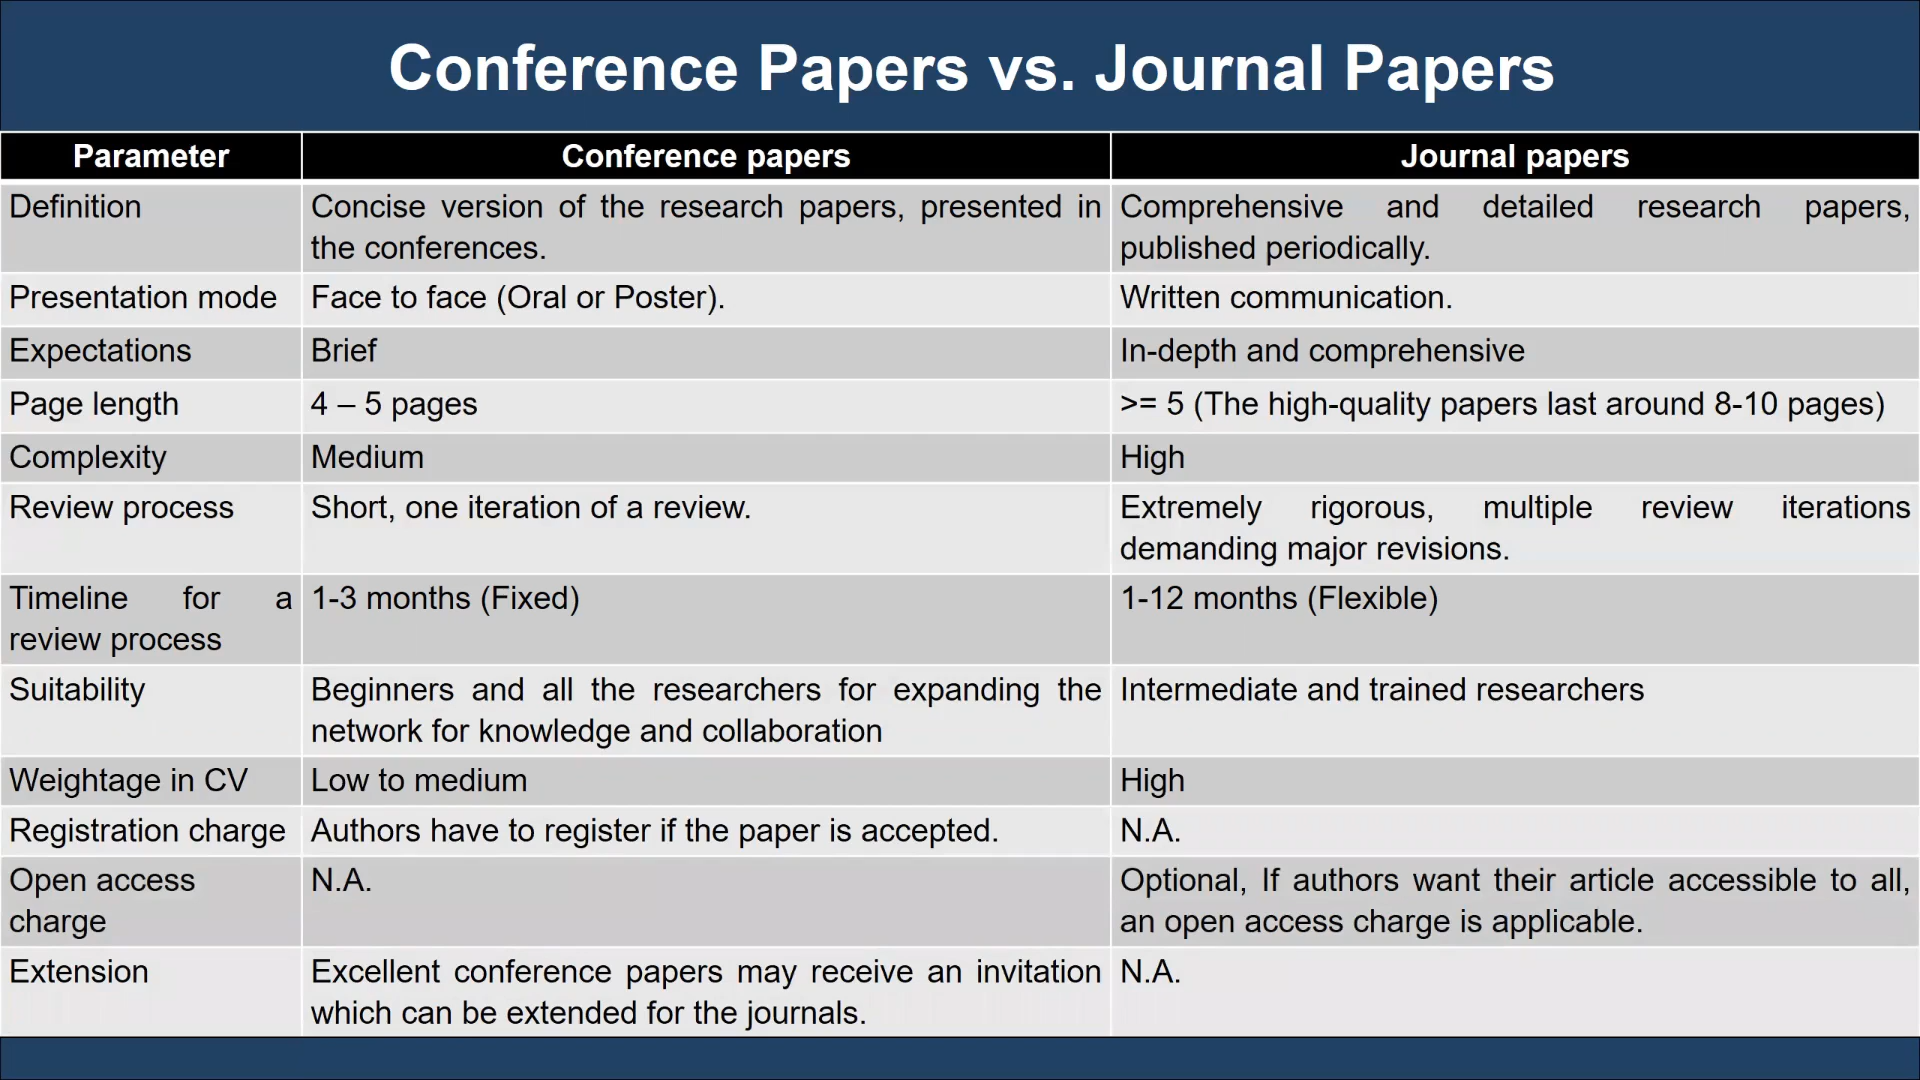 Conference Papers vs. Journal Papers
Parameter
Conference papers
Journal papers
Definition
Concise version of the research papers, presented in
the conferences.
Comprehensive and detailed research papers,
published periodically.
Presentation mode
Face to face (Oral or Poster).
Written communication.
Expectations
Brief
In-depth and comprehensive
Page length
4 – 5 pages
>= 5 (The high-quality papers last around 8-10 pages)
Complexity
Medium
High
Review process
Short, one iteration of a review.
Extremely rigorous, multiple review iterations
demanding major revisions.
Timeline for a
review process
1-3 months (Fixed)
1-12 months (Flexible)
Suitability
Beginners and all the researchers for expanding the
network for knowledge and collaboration
Intermediate and trained researchers
Weightage in CV
Low to medium
High
Registration charge
Authors have to register if the paper is accepted.
N.A.
Open access
charge
N.A.
Optional, If authors want their article accessible to all,
an open access charge is applicable.
Extension
Excellent conference papers may receive an invitation
which can be extended for the journals.
N.A.